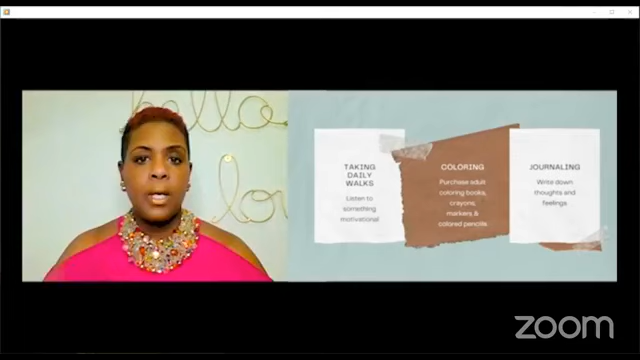 hello
TAKING
DAILY
WALKS
Listen to
something
motivational
COLORING
Purchase adult
coloring books,
crayons,
markers &
colored pencils.
JOURNALING
Write down
thoughts and
feelings.
zoom